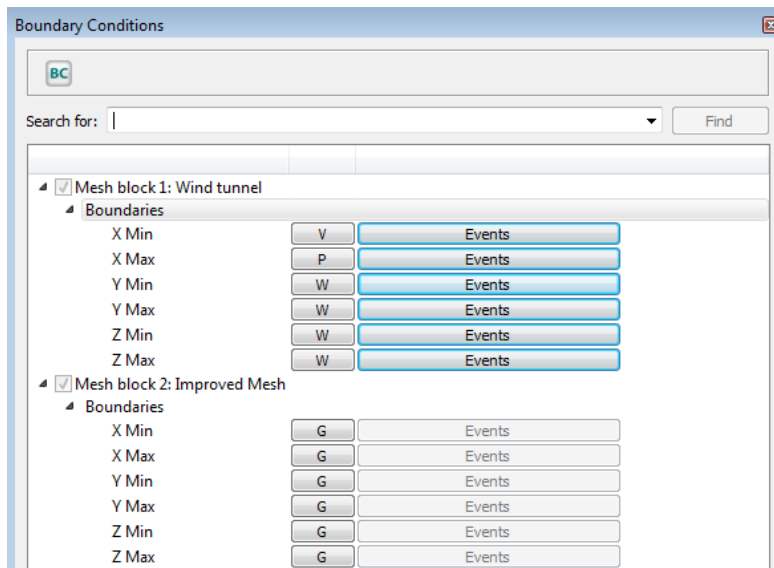 Boundary Conditions
BC
Search for: Find
Mesh block 1: Wind tunnel
Boundaries
X Min V Events
X Max P Events
Y Min W Events
Y Max W Events
Z Min W Events
Z Max W Events
Mesh block 2: Improved Mesh
Boundaries
X Min G Events
X Max G Events
Y Min G Events
Y Max G Events
Z Min G Events
Z Max G Events